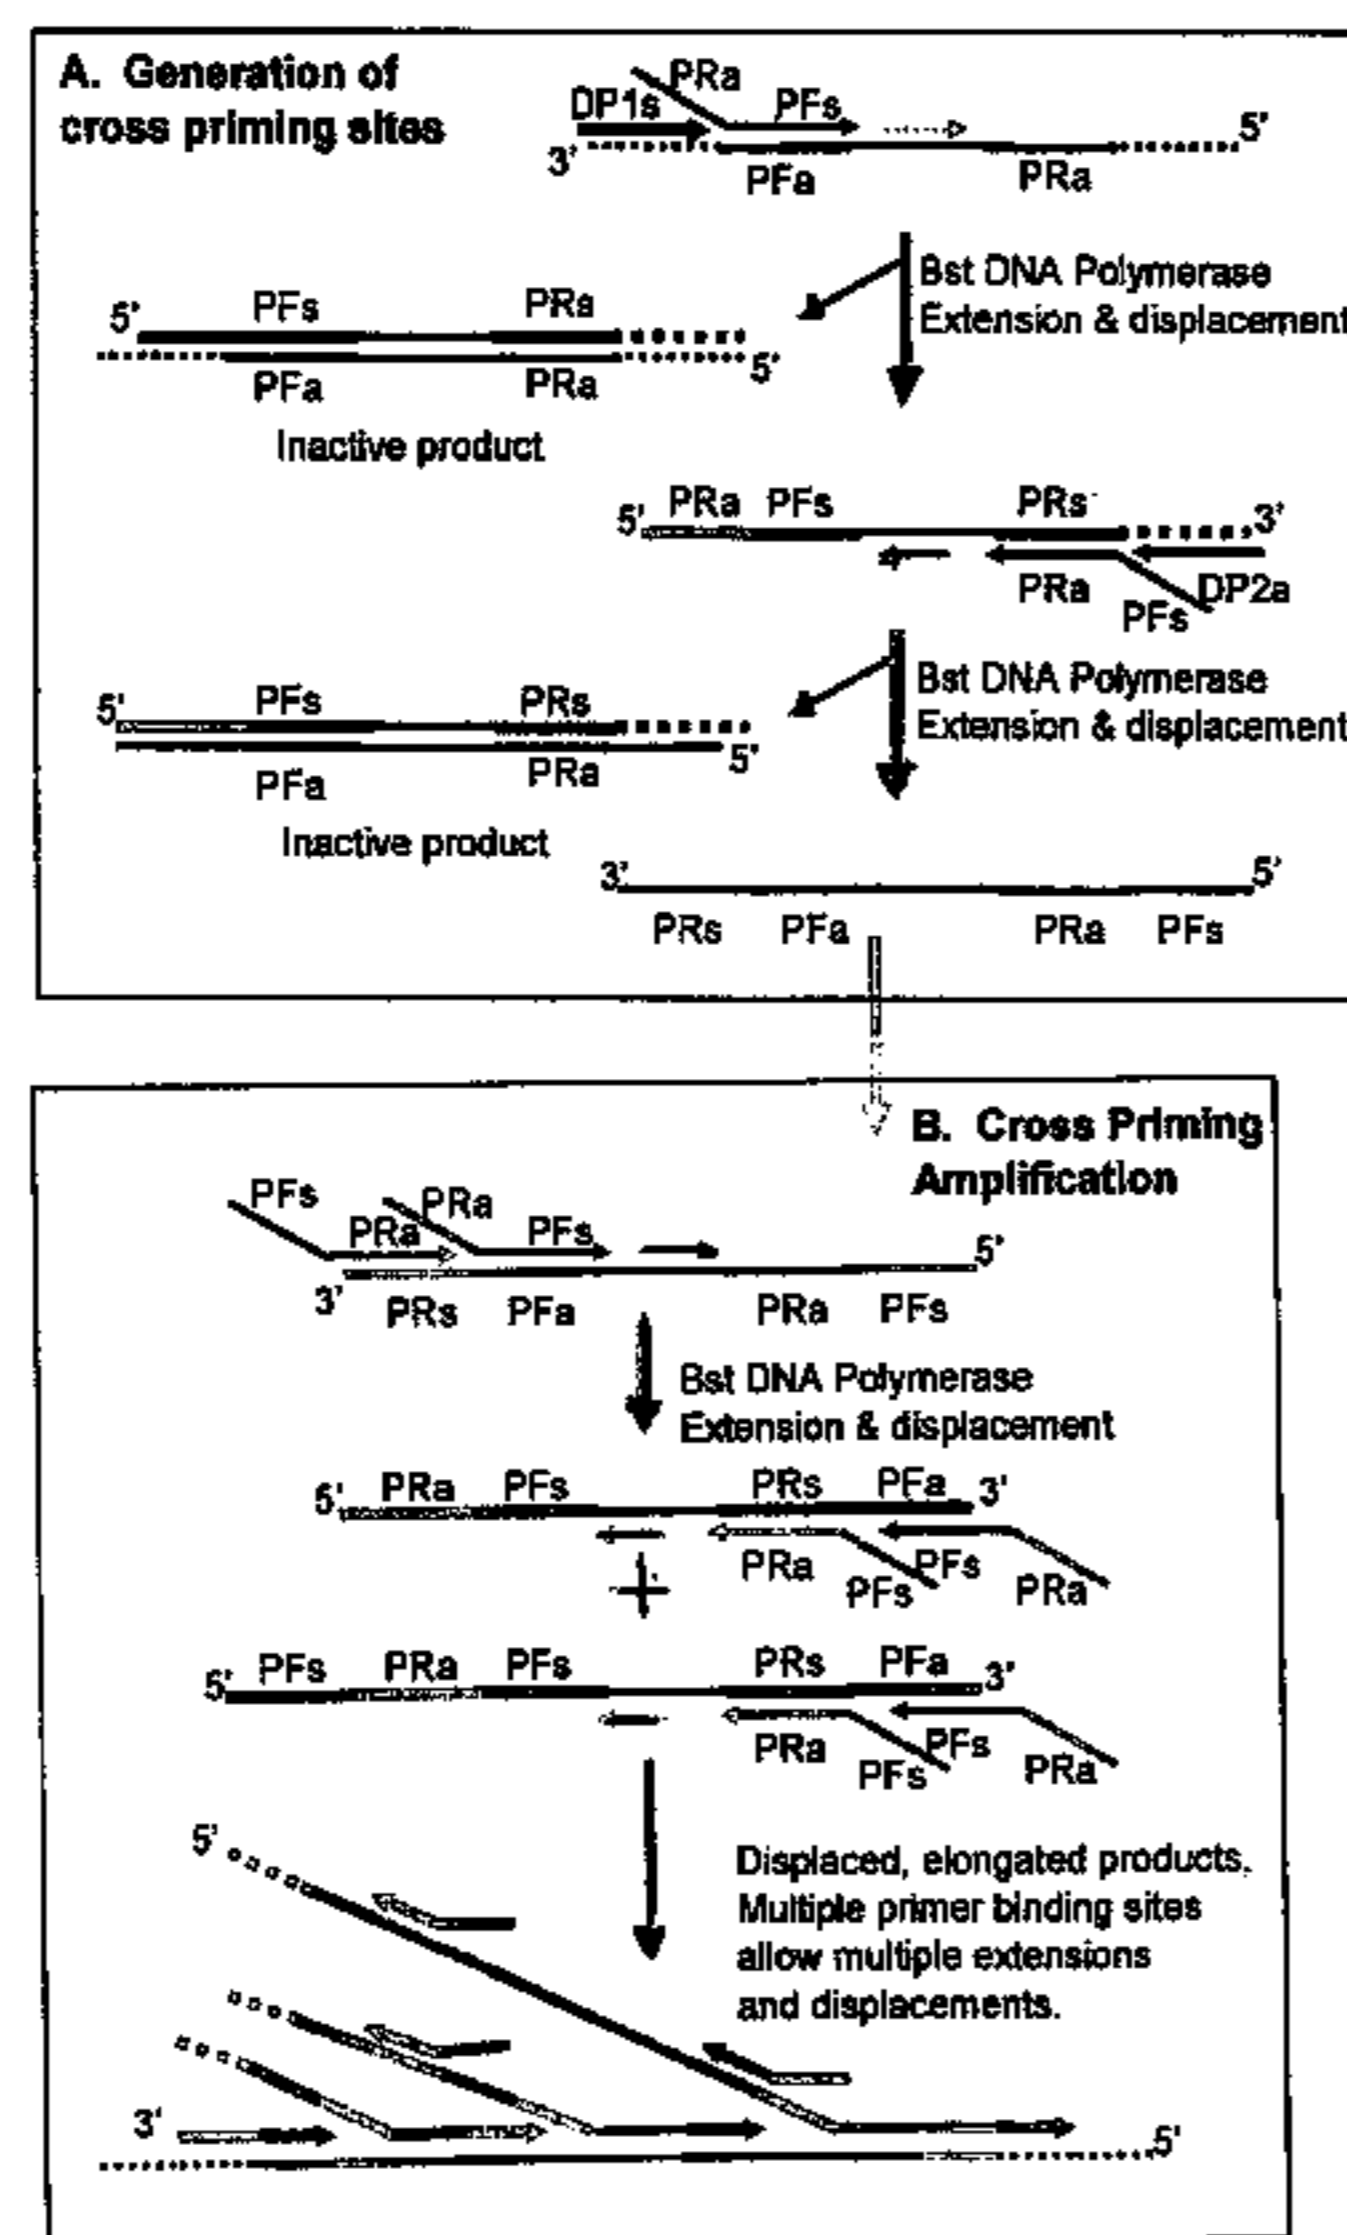 A. Generation of
cross priming sites
PRa
DP1s
PFs
3'
5'
PFa
PRa
Bst DNA Polymerase
Extension & displacement
5'
PFs
PRs
PFa
PRa
5'
Inactive product
5'
PRa
PFs
PRs
3'
PRa
PFs
DP2a
Bst DNA Polymerase
Extension & displacement
5'
PFs
PRs
PFa
PRa
5'
Inactive product
3'
5'
PRs
PFa
PRa
PFs
B. Cross Priming
Amplification
PFs
PRa
PRa
PFs
5'
3'
PRs
PFa
PRa
PFs
Bst DNA Polymerase
Extension & displacement
5'
PRa
PFs
PRs
PFa
3'
PRa
PFs
PFs
PRa
+
5'
PFs
PRa
PFs
PRs
PFa
3'
PRa
PFs
PFs
PRa
5'
Displaced, elongated products.
Multiple primer binding sites
allow multiple extensions
and displacements.
3'
5'